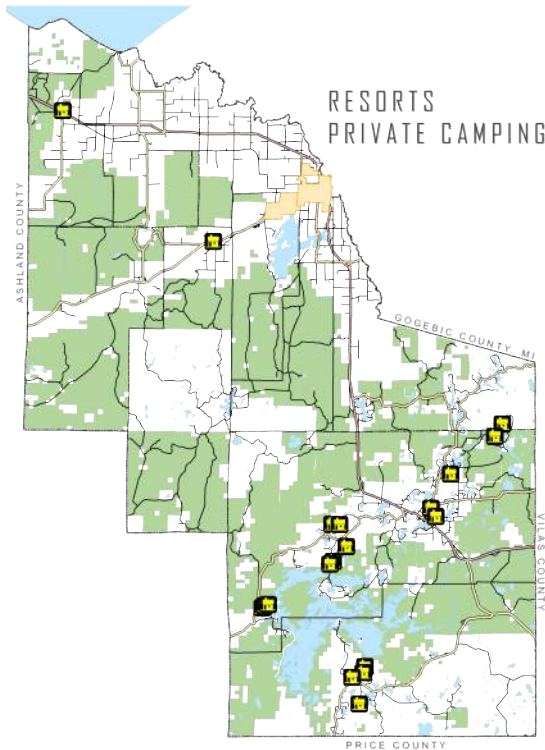 RESORTS
PRIVATE CAMPING
ASHLAND COUNTY
GOGEBIC COUNTY MI
VILAS COUNTY
PRICE COUNTY